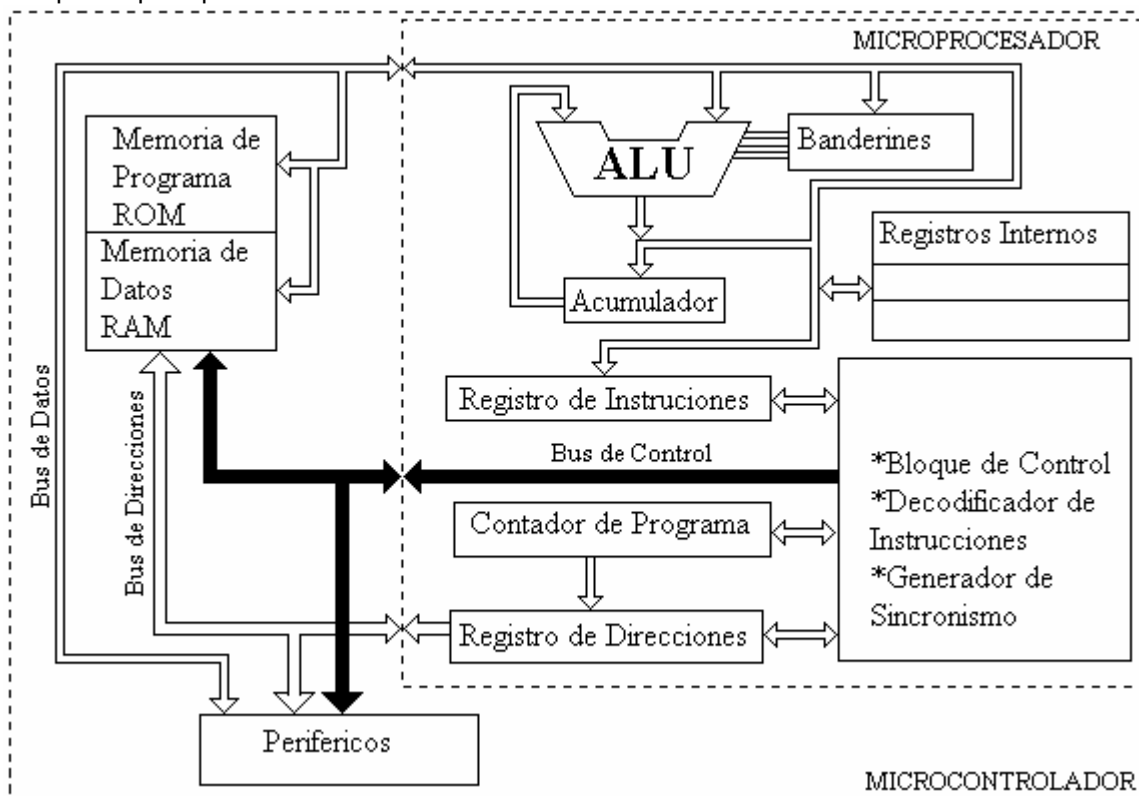 MICROPROCESADOR
Memoria de
Programa
ROM
Memoria de
Datos
RAM
ALU
Banderines
Registros Internos
Acumulador
Registro de Instruciones
Bus de Datos
Bus de Direcciones
Bus de Control
*Bloque de Control
*Decodificador de
Instrucciones
*Generador de
Sincronismo
Contador de Programa
Registro de Direcciones
Perifericos
MICROCONTROLADOR